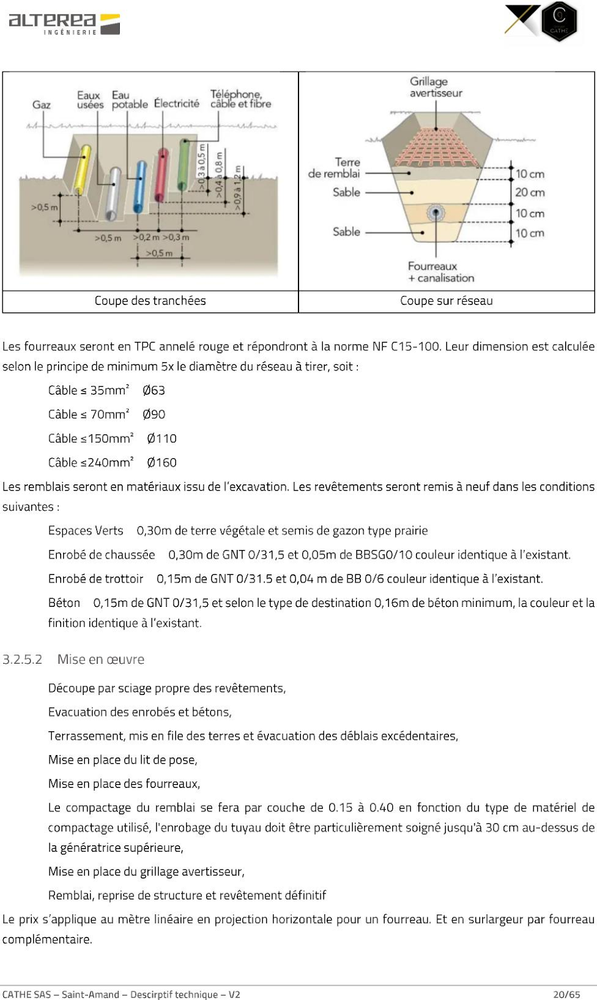 ALTEREA
INGÉNIERIE
CATHE
Gaz
Eaux
usées
Eau
potable
Électricité
Téléphone,
câble et fibre
>0,3 à 0,5 m
>0,4 à 0,8 m
>0,9 à 1,2 m
>0,5 m
>0,5 m
>0,2 m
>0,3 m
>0,5 m
Coupe des tranchées
Grillage
avertisseur
Terre
de remblai
Sable
Sable
10 cm
20 cm
10 cm
10 cm
Fourreaux
+ canalisation
Coupe sur réseau
Les fourreaux seront en TPC annelé rouge et répondront à la norme NF C15-100. Leur dimension est calculée
selon le principe de minimum 5x le diamètre du réseau à tirer, soit :
Câble ≤ 35mm² Ø63
Câble ≤ 70mm² Ø90
Câble ≤150mm² Ø110
Câble ≤240mm² Ø160
Les remblais seront en matériaux issu de l’excavation. Les revêtements seront remis à neuf dans les conditions
suivantes :
Espaces Verts 0,30m de terre végétale et semis de gazon type prairie
Enrobé de chaussée 0,30m de GNT 0/31,5 et 0,05m de BBSG0/10 couleur identique à l’existant.
Enrobé de trottoir 0,15m de GNT 0/31.5 et 0,04 m de BB 0/6 couleur identique à l’existant.
Béton 0,15m de GNT 0/31,5 et selon le type de destination 0,16m de béton minimum, la couleur et la
finition identique à l’existant.
3.2.5.2 Mise en œuvre
Découpe par sciage propre des revêtements,
Evacuation des enrobés et bétons,
Terrassement, mis en file des terres et évacuation des déblais excédentaires,
Mise en place du lit de pose,
Mise en place des fourreaux,
Le compactage du remblai se fera par couche de 0.15 à 0.40 en fonction du type de matériel de
compactage utilisé, l'enrobage du tuyau doit être particulièrement soigné jusqu'à 30 cm au-dessus de
la génératrice supérieure,
Mise en place du grillage avertisseur,
Remblai, reprise de structure et revêtement définitif
Le prix s’applique au mètre linéaire en projection horizontale pour un fourreau. Et en surlargeur par fourreau
complémentaire.
CATHE SAS – Saint-Amand – Descirptif technique – V2
20/65